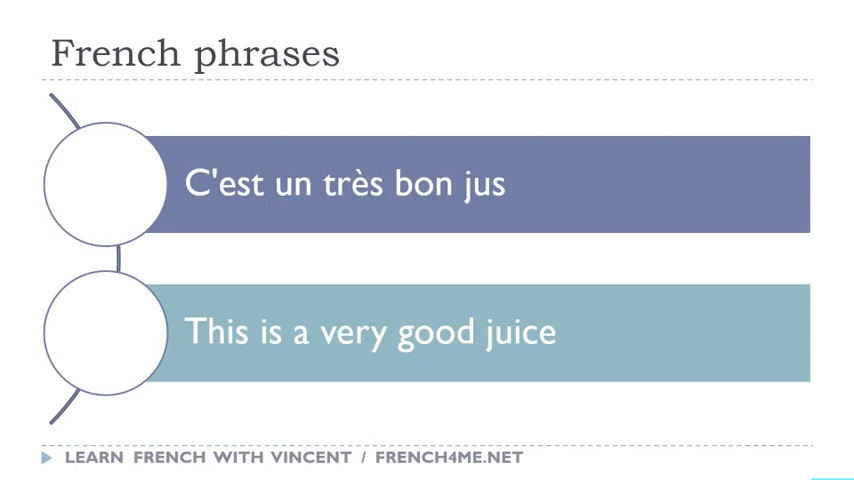 French phrases
C'est un très bon jus
This is a very good juice
LEARN FRENCH WITH VINCENT / FRENCH4ME.NET